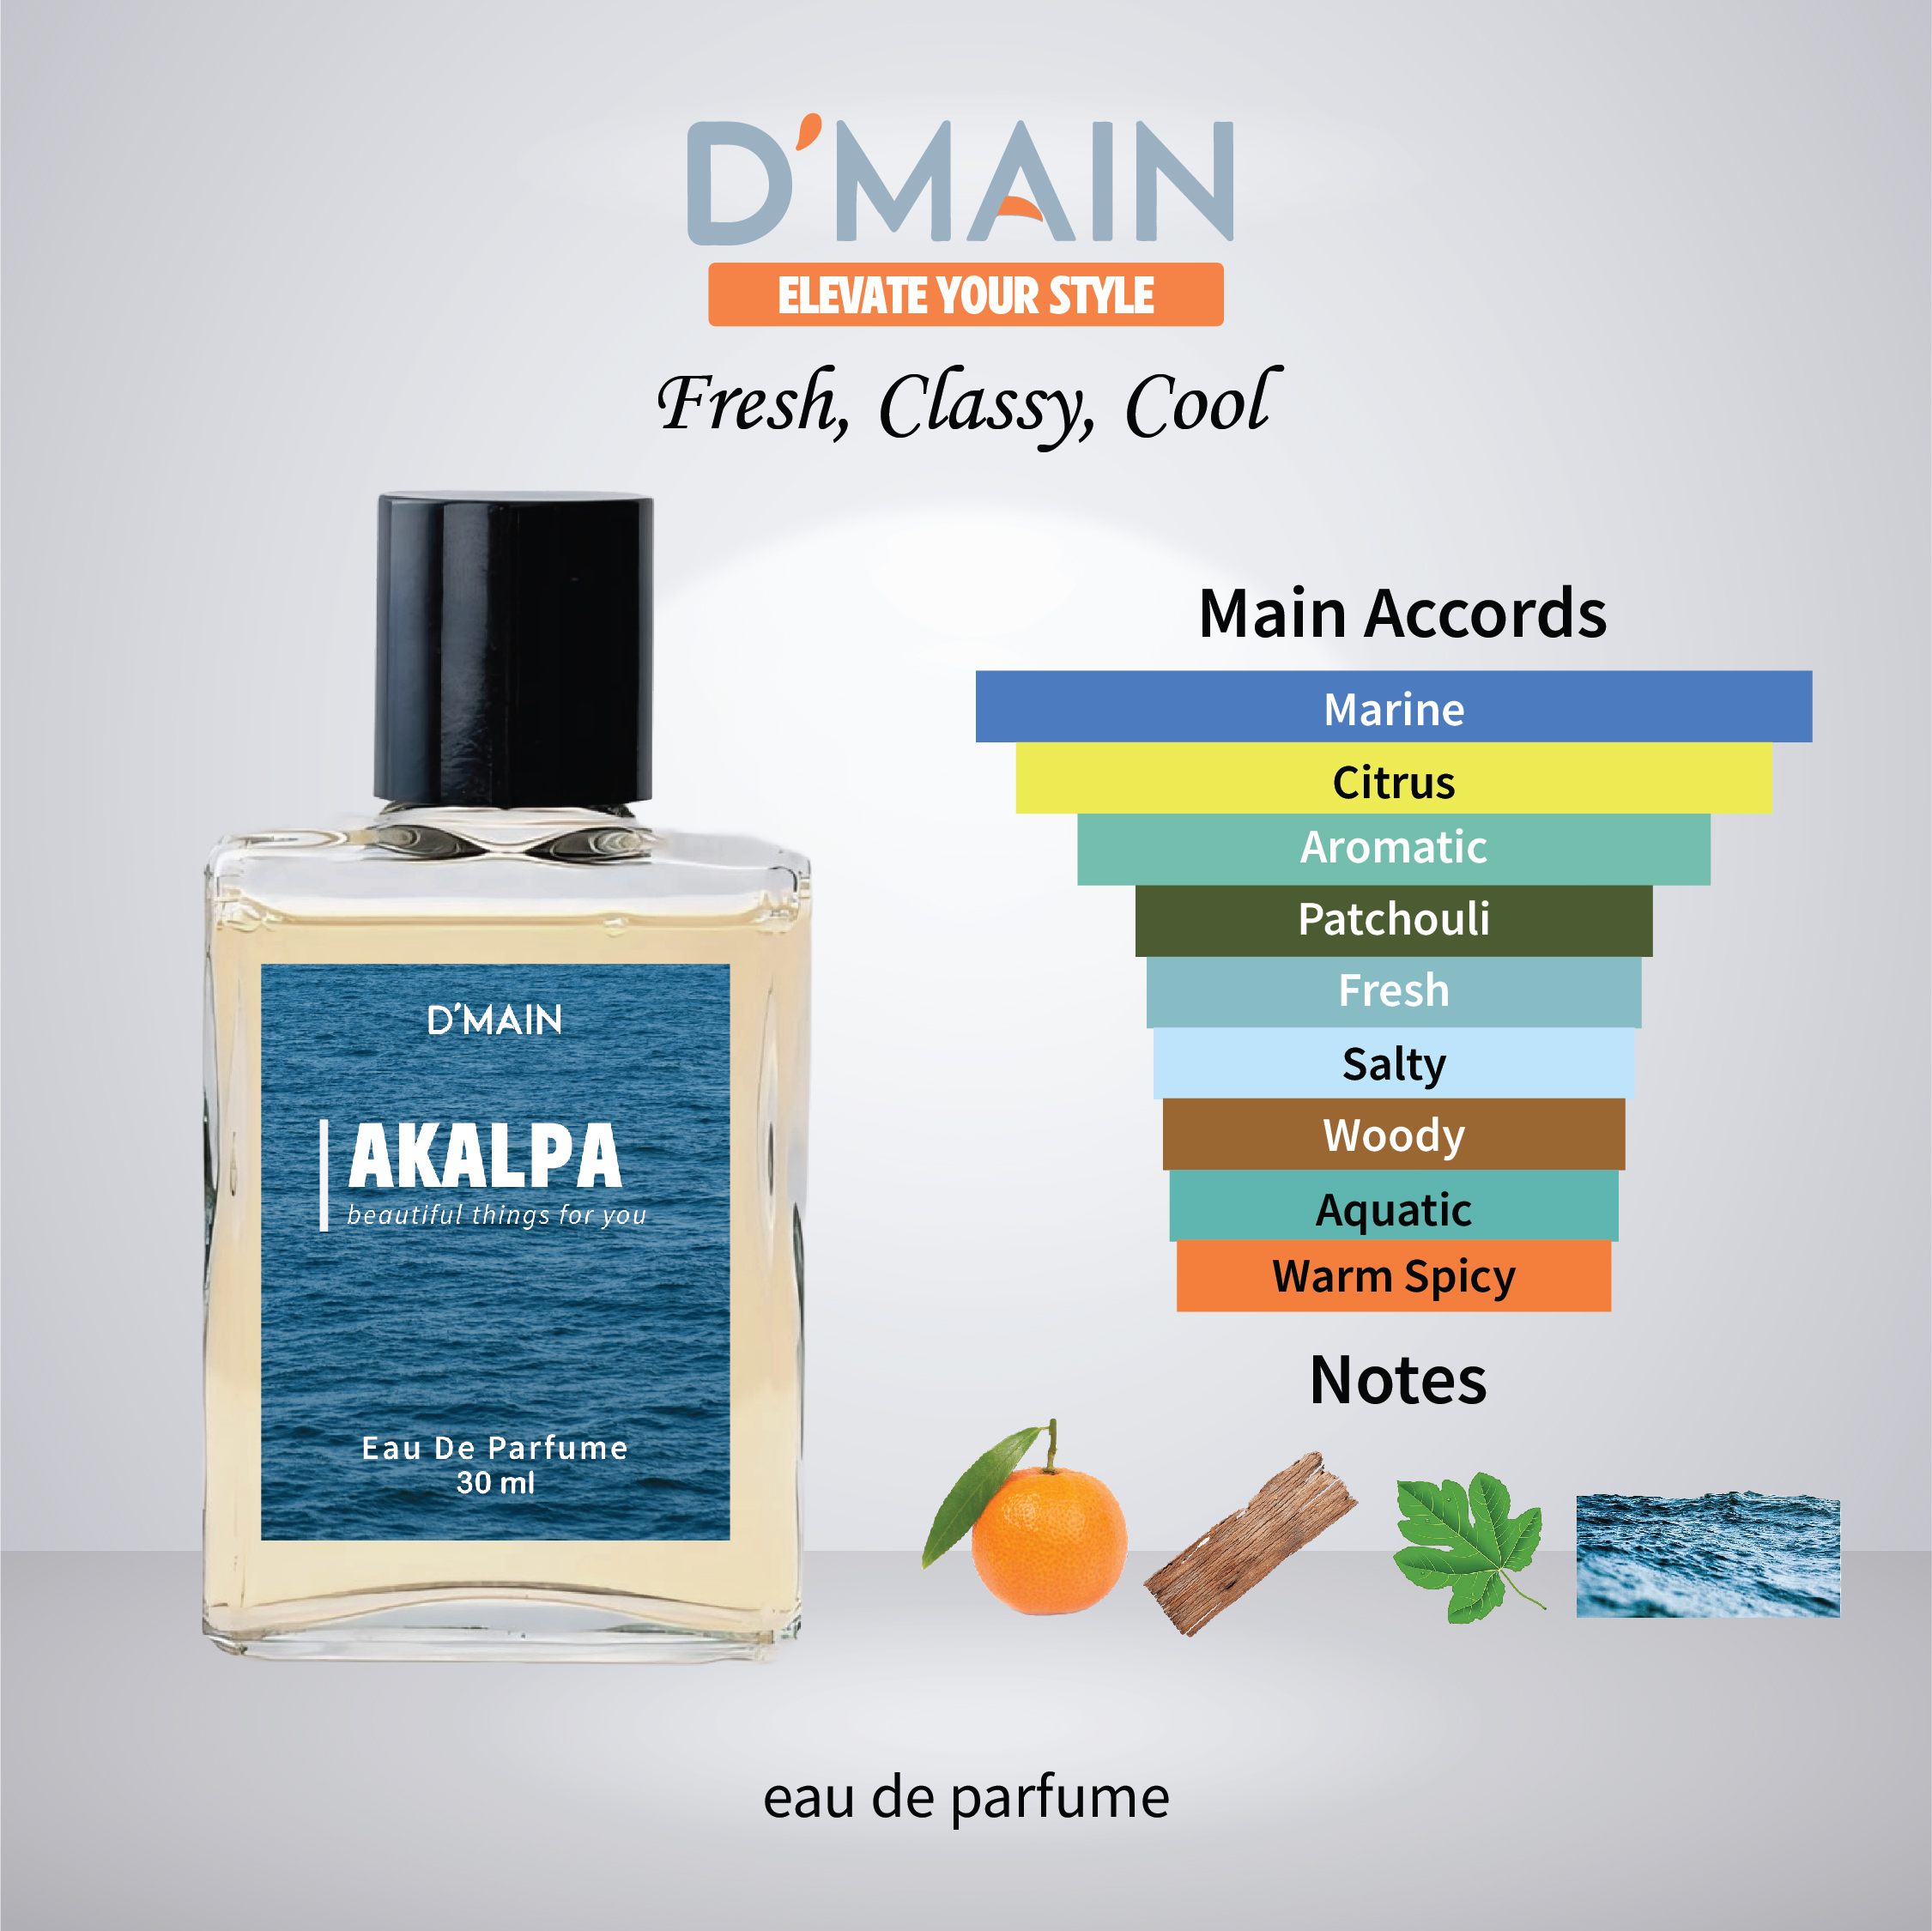 D'MAIN
ELEVATE YOUR STYLE
Fresh, Classy, Cool
D'MAIN
AKALPA
beautiful things for you
Eau De Parfume
30 ml
Main Accords
Marine
Citrus
Aromatic
Patchouli
Fresh
Salty
Woody
Aquatic
Warm Spicy
Notes
eau de parfume